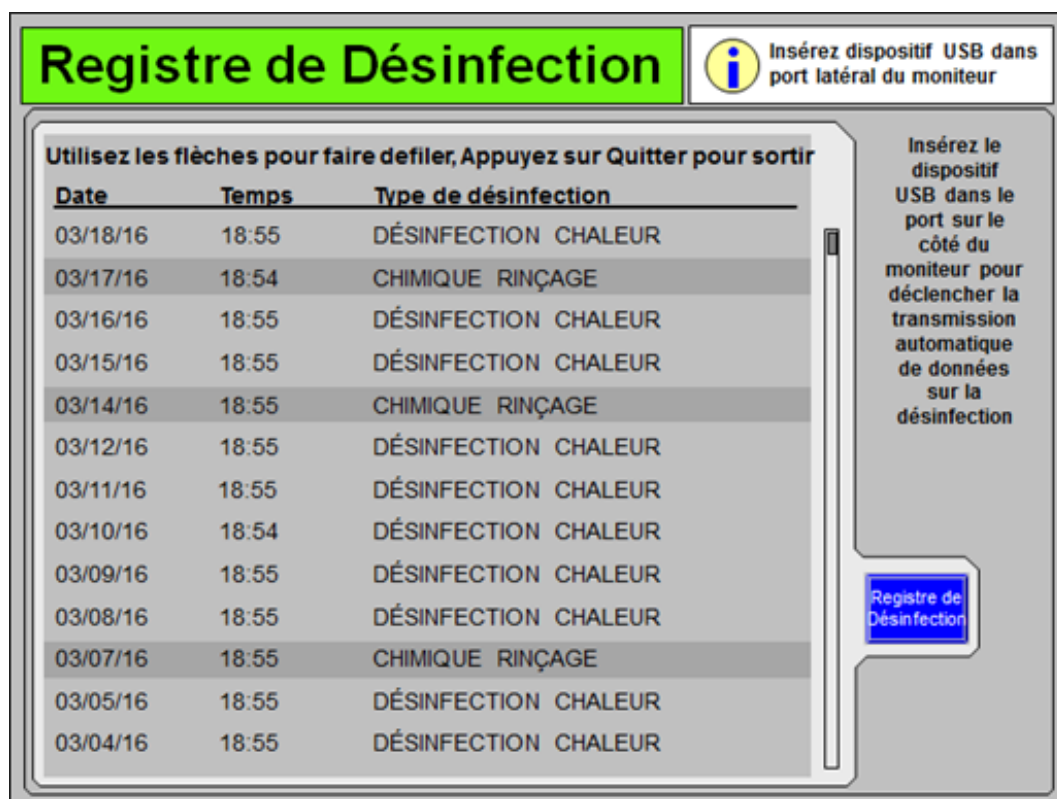 Registre de Désinfection
Insérez dispositif USB dans
port latéral du moniteur
Utilisez les flèches pour faire defiler, Appuyez sur Quitter pour sortir
Date Temps Type de désinfection
03/18/16 18:55 DÉSINFECTION CHALEUR
03/17/16 18:54 CHIMIQUE RINÇAGE
03/16/16 18:55 DÉSINFECTION CHALEUR
03/15/16 18:55 DÉSINFECTION CHALEUR
03/14/16 18:55 CHIMIQUE RINÇAGE
03/12/16 18:55 DÉSINFECTION CHALEUR
03/11/16 18:55 DÉSINFECTION CHALEUR
03/10/16 18:54 DÉSINFECTION CHALEUR
03/09/16 18:55 DÉSINFECTION CHALEUR
03/08/16 18:55 DÉSINFECTION CHALEUR
03/07/16 18:55 CHIMIQUE RINÇAGE
03/05/16 18:55 DÉSINFECTION CHALEUR
03/04/16 18:55 DÉSINFECTION CHALEUR
Insérez le
dispositif
USB dans le
port sur le
côté du
moniteur pour
déclencher la
transmission
automatique
de données
sur la
désinfection
Registre de
Désinfection